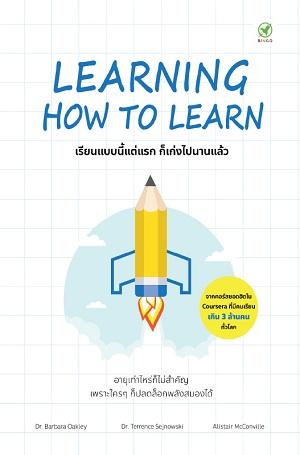 BINGO
LEARNING
HOW TO LEARN
เรียนแบบนี้แต่แรก ก็เก่งไปนานแล้ว
จากคอร์สยอดฮิตใน
Coursera ที่มีคนเรียน
เกิน 3 ล้านคน
ทั่วโลก
อายุเท่าไหร่ก็ไม่สำคัญ
เพราะใครๆ ก็ปลดล็อกพลังสมองได้
Dr. Barbara Oakley
Dr. Terrence Sejnowski
Alistair McConville